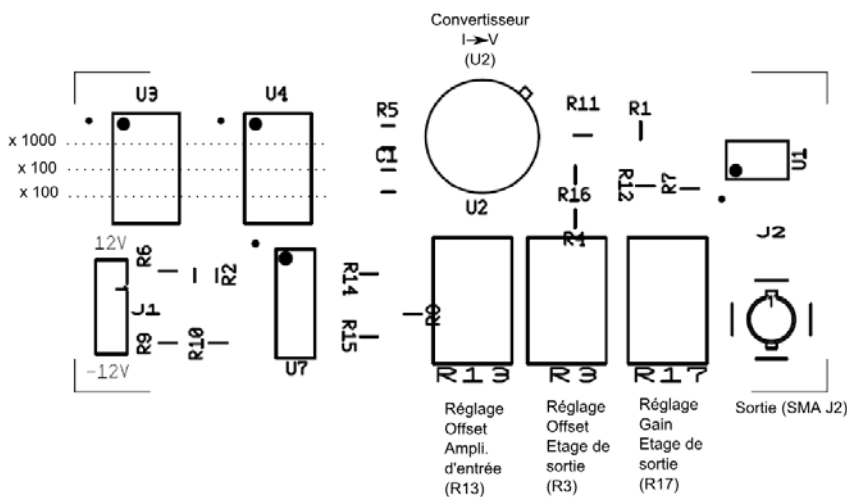 Convertisseur
I→V
(U2)
U3
U4
R5
R11
R1
x 1000
x 100
x 100
C1
U1
R16
R12
R7
U2
R4
J2
12V
R6
R2
R14
J1
R0
R9
R10
R15
-12V
U7
R13
R3
R17
Réglage
Offset
Ampli.
d'entrée
(R13)
Réglage
Offset
Etage de
sortie
(R3)
Réglage
Gain
Etage de
sortie
(R17)
Sortie (SMA J2)